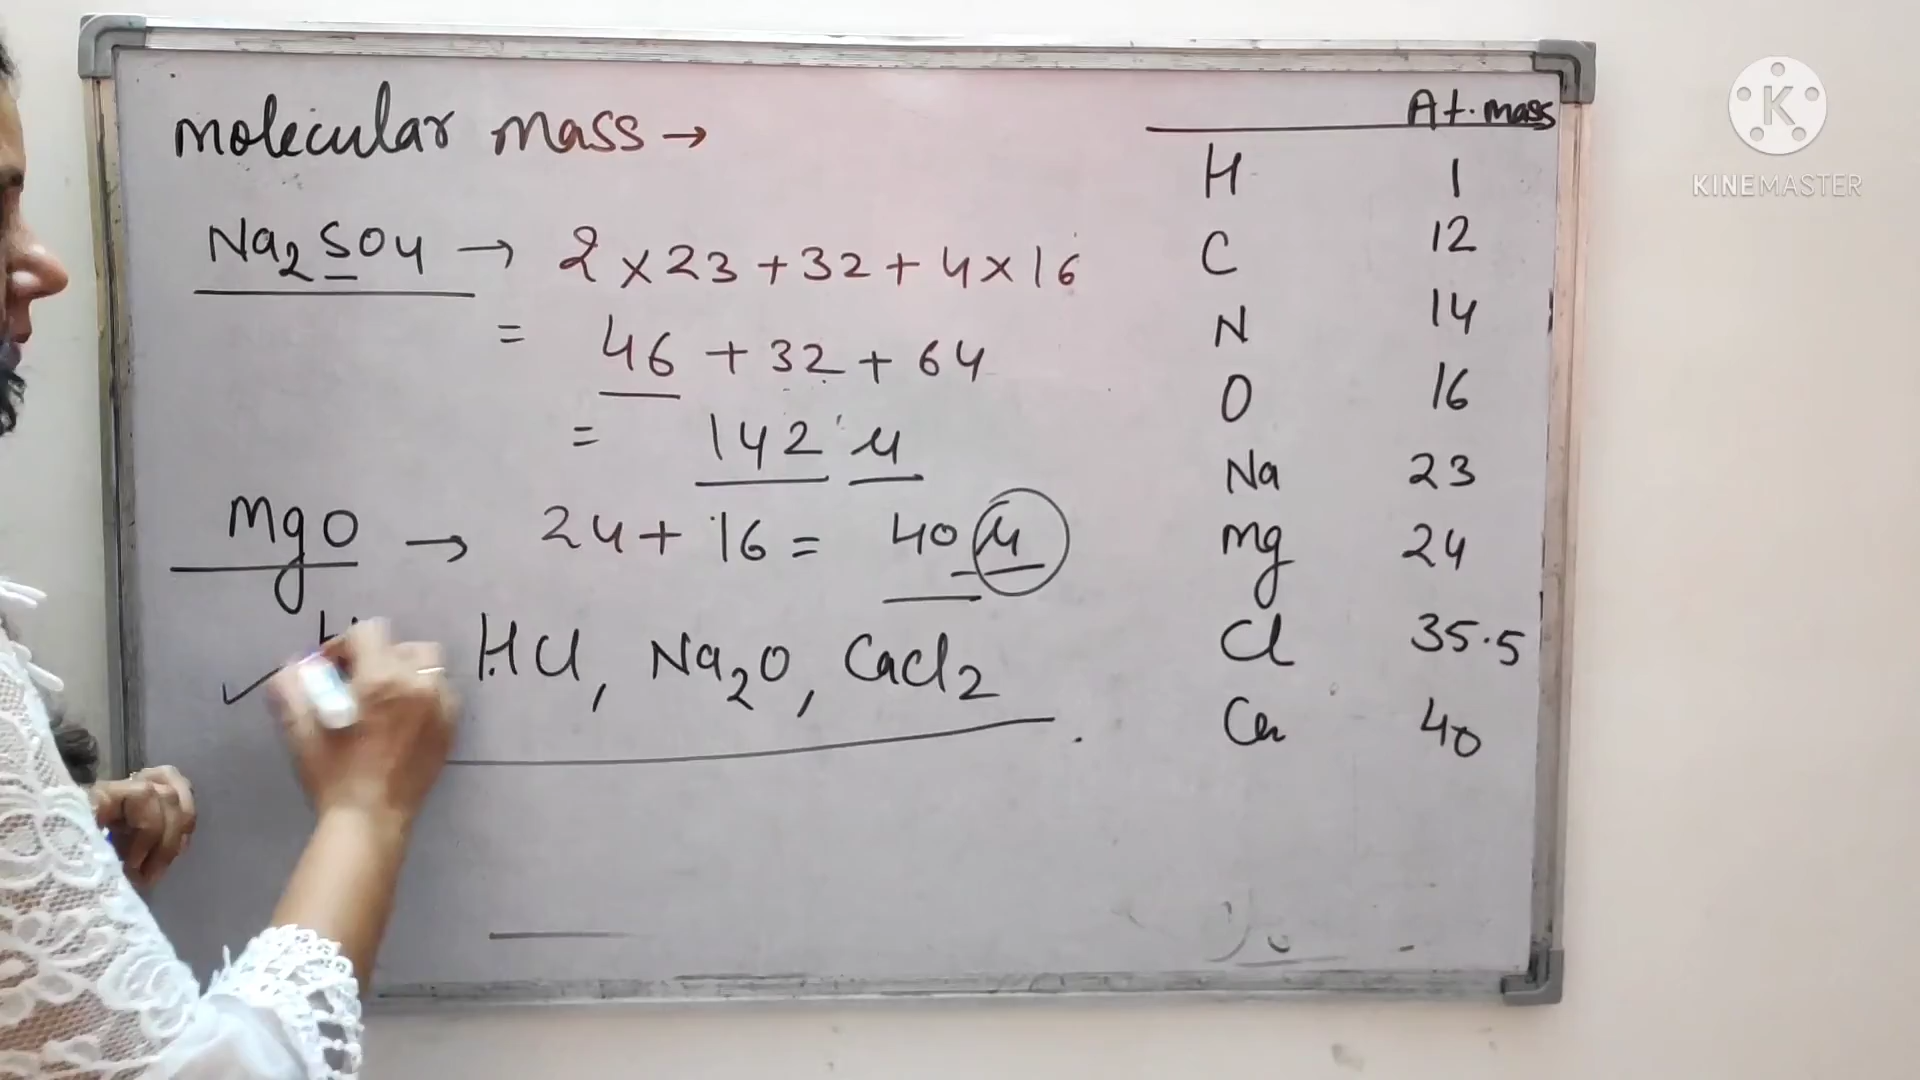 molecular mass →
Na2SO4 → 2 × 23 + 32 + 4 × 16
= 46 + 32 + 64
= 142 u
MgO → 24 + 16 = 40 u
HCl, Na2O, CaCl2
At. mass
H 1
C 12
N 14
O 16
Na 23
Mg 24
Cl 35.5
Ca 40
K
KINEMASTER